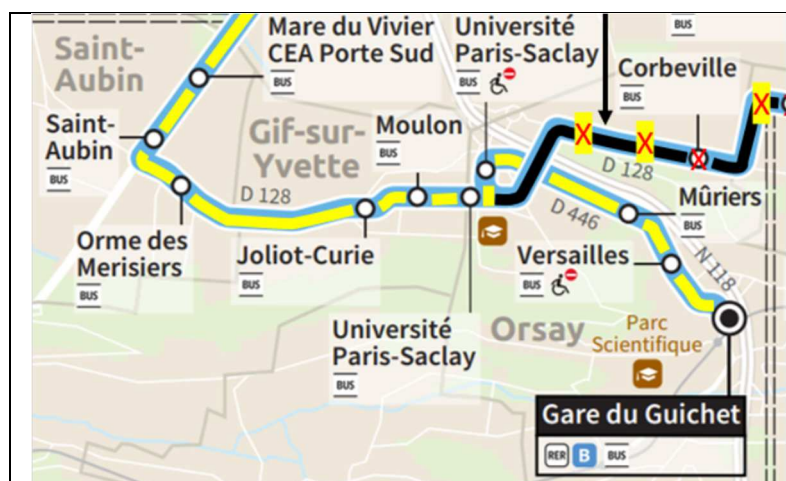 Mare du Vivier
CEA Porte Sud
BUS
Université
Paris-Saclay
BUS
BUS
Corbeville
BUS
X
Saint-
Aubin
Saint-
Aubin
BUS
Gif-sur-
Yvette
Moulon
BUS
X
X
X
D 128
D 128
D 446
Mûriers
BUS
N 118
Orme des
Merisiers
BUS
Joliot-Curie
BUS
Versailles
BUS
Université
Paris-Saclay
BUS
Orsay
Parc
Scientifique
Gare du Guichet
RER B BUS